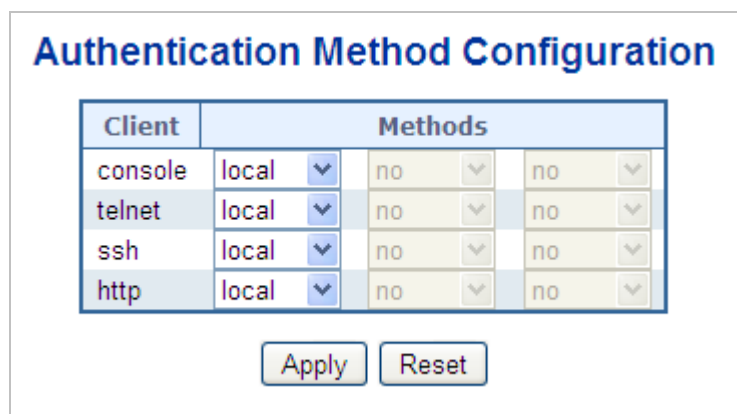 Authentication Method Configuration
Client Methods
console local no no
telnet local no no
ssh local no no
http local no no
Apply Reset